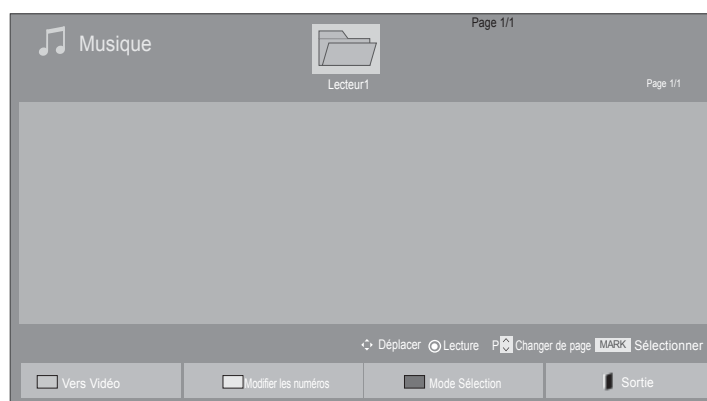 Page 1/1
Musique
Lecteur1
Page 1/1
Déplacer Lecture P Changer de page MARK Sélectionner
Vers Vidéo Modifier les numéros Mode Sélection Sortie